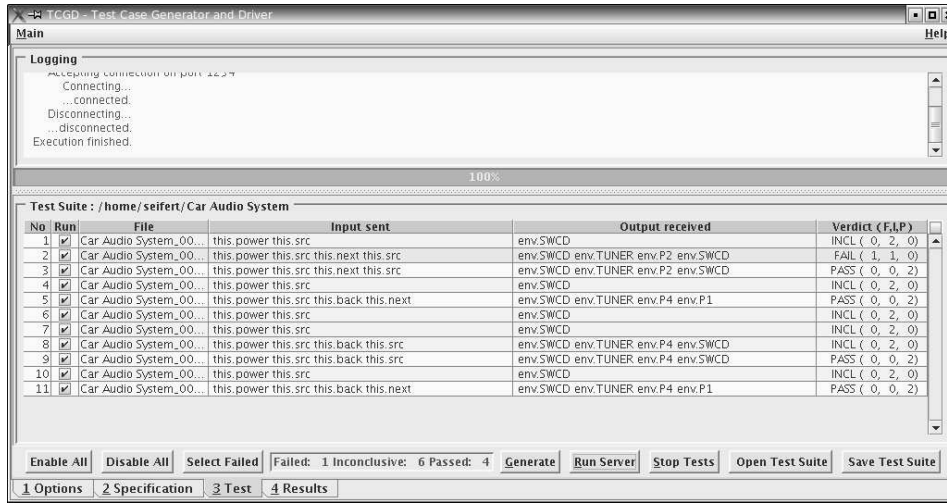 TCGD - Test Case Generator and Driver
Main Help
Logging
Accepting connection on port 1234
Connecting...
...connected.
Disconnecting...
...disconnected.
Execution finished.
100%
Test Suite : /home/seifert/Car Audio System
No Run File Input sent Output received Verdict (F,I,P)
1 Car Audio System_00... this.power this.src env.SWCD INCL ( 0, 2, 0)
2 Car Audio System_00... this.power this.src this.next this.src env.SWCD env.TUNER env.P2 env.SWCD FAIL ( 1, 1, 0)
3 Car Audio System_00... this.power this.src this.next this.src env.SWCD env.TUNER env.P2 env.SWCD PASS ( 0, 0, 2)
4 Car Audio System_00... this.power this.src env.SWCD INCL ( 0, 2, 0)
5 Car Audio System_00... this.power this.src this.back this.next env.SWCD env.TUNER env.P4 env.P1 PASS ( 0, 0, 2)
6 Car Audio System_00... this.power this.src env.SWCD INCL ( 0, 2, 0)
7 Car Audio System_00... this.power this.src env.SWCD INCL ( 0, 2, 0)
8 Car Audio System_00... this.power this.src this.back this.src env.SWCD env.TUNER env.P4 env.SWCD INCL ( 0, 2, 0)
9 Car Audio System_00... this.power this.src this.back this.src env.SWCD env.TUNER env.P4 env.SWCD PASS ( 0, 0, 2)
10 Car Audio System_00... this.power this.src env.SWCD INCL ( 0, 2, 0)
11 Car Audio System_00... this.power this.src this.back this.next env.SWCD env.TUNER env.P4 env.P1 PASS ( 0, 0, 2)
Enable All Disable All Select Failed Failed: 1 Inconclusive: 6 Passed: 4 Generate Run Server Stop Tests Open Test Suite Save Test Suite
1 Options 2 Specification 3 Test 4 Results